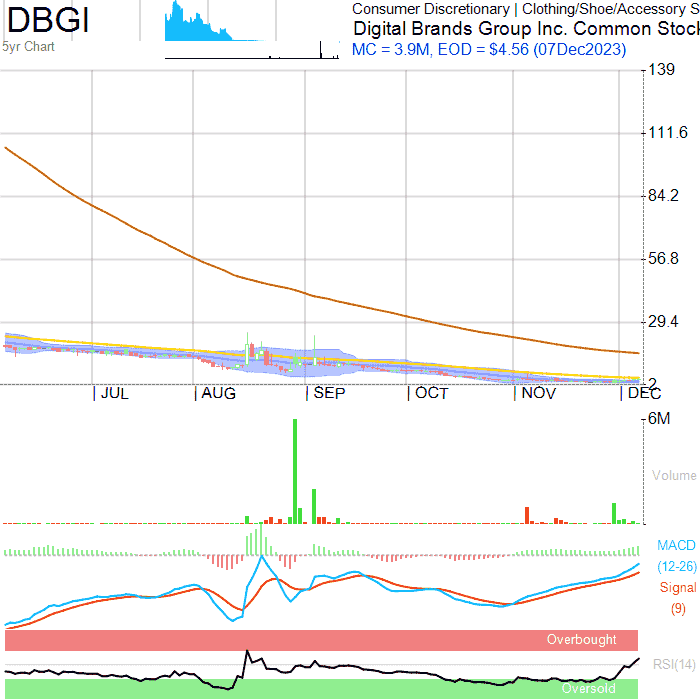 DBGI
5yr Chart
Consumer Discretionary | Clothing/Shoe/Accessory S
Digital Brands Group Inc. Common Stoc
MC = 3.9M, EOD = $4.56 (07Dec2023)
139
111.6
84.2
56.8
29.4
2
JUL AUG SEP OCT NOV DEC
6M
Volume
MACD
(12-26)
Signal
(9)
Overbought
RSI(14)
Oversold